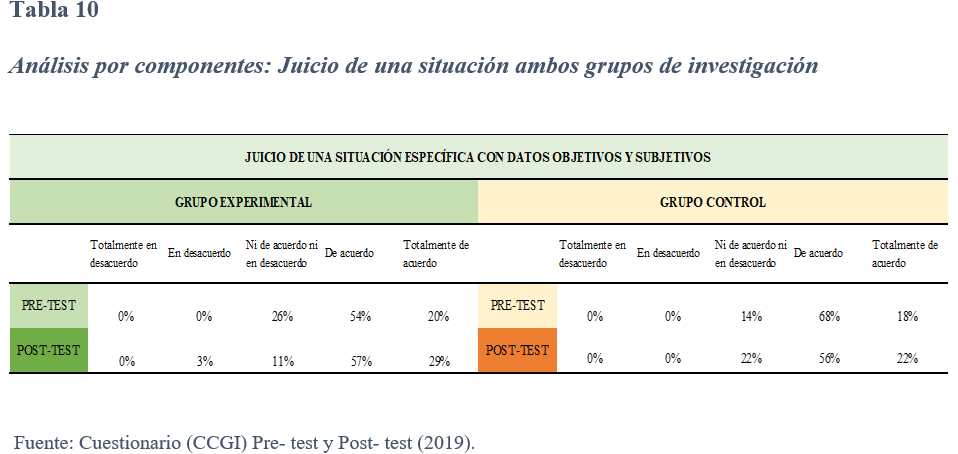 Tabla 10
Análisis por componentes: Juicio de una situación ambos grupos de investigación
JUICIO DE UNA SITUACIÓN ESPECÍFICA CON DATOS OBJETIVOS Y SUBJETIVOS
GRUPO EXPERIMENTAL GRUPO CONTROL
Totalmente en desacuerdo En desacuerdo Ni de acuerdo ni en desacuerdo De acuerdo Totalmente de acuerdo Totalmente en desacuerdo En desacuerdo Ni de acuerdo ni en desacuerdo De acuerdo Totalmente de acuerdo
PRE-TEST 0% 0% 26% 54% 20% PRE-TEST 0% 0% 14% 68% 18%
POST-TEST 0% 3% 11% 57% 29% POST-TEST 0% 0% 22% 56% 22%
Fuente: Cuestionario (CCGI) Pre- test y Post- test (2019).